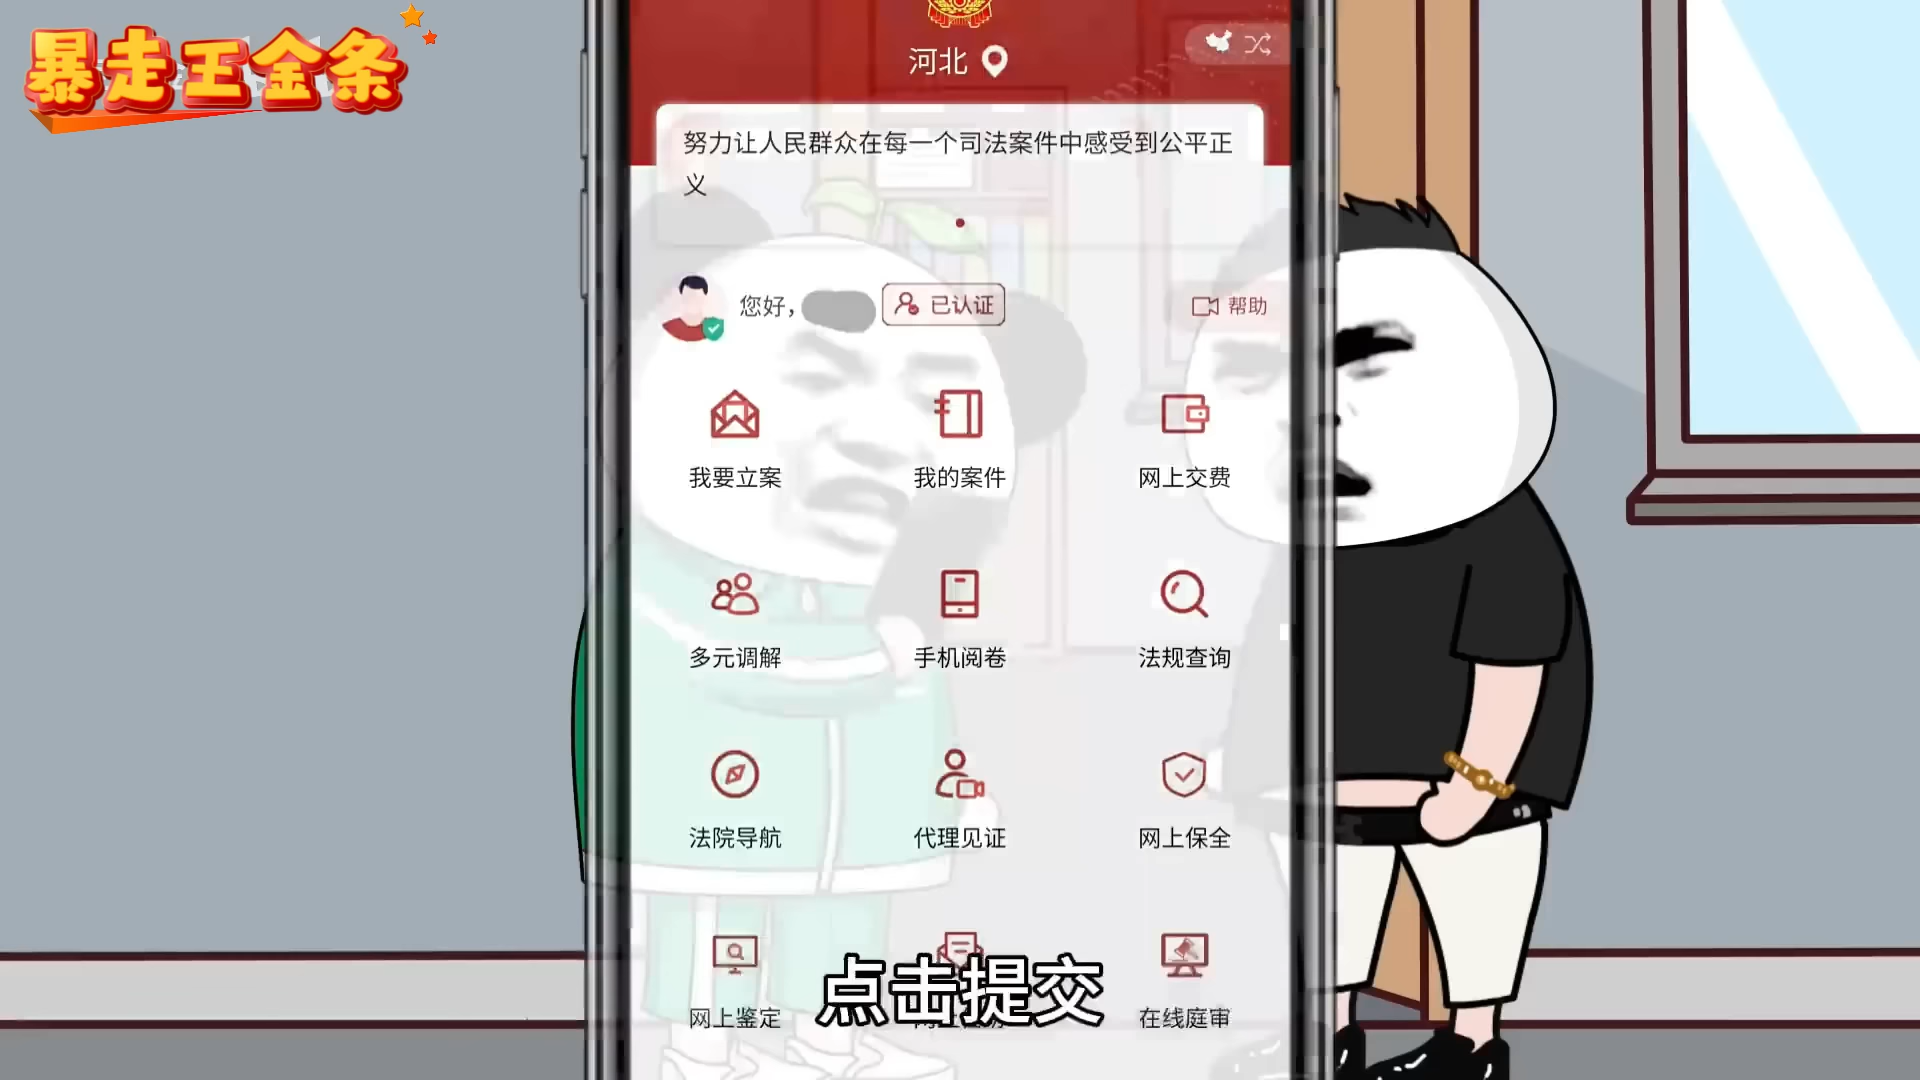 暴走王金条
河北
努力让人民群众在每一个司法案件中感受到公平正
义
您好,
已认证
帮助
我要立案
我的案件
网上交费
多元调解
手机阅卷
法规查询
法院导航
代理见证
网上保全
网上鉴定
在线庭审
点击提交